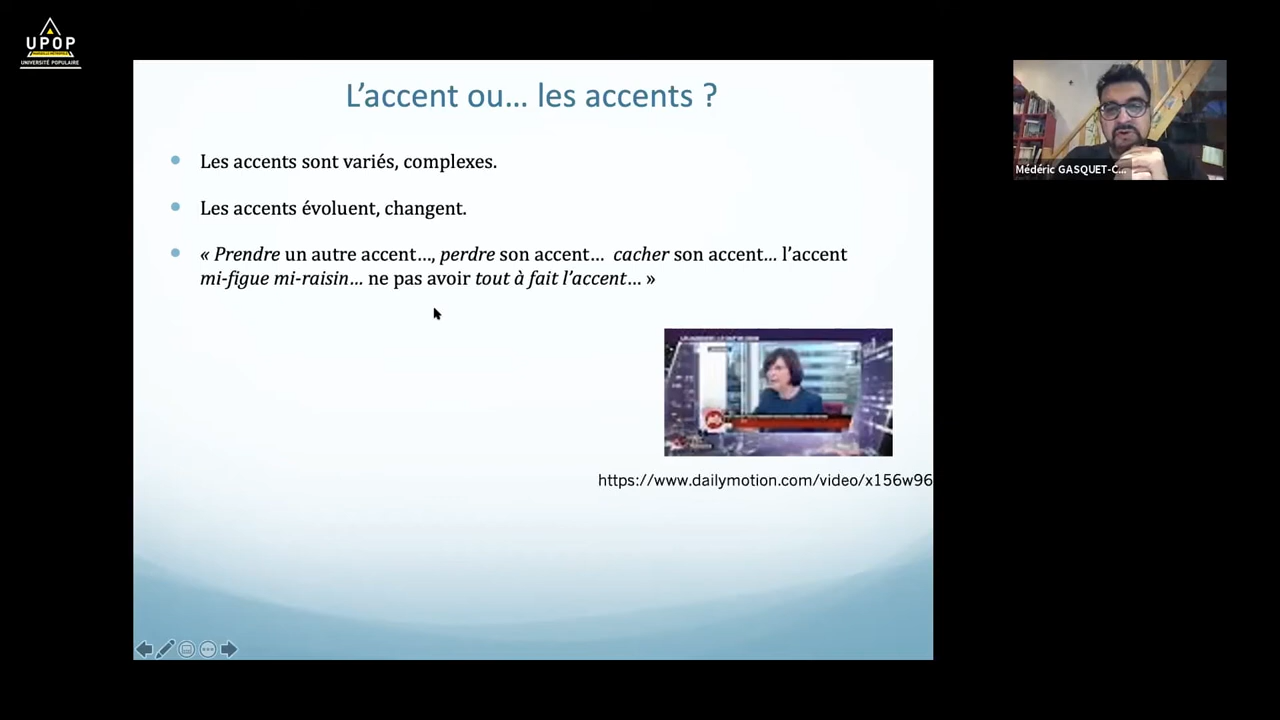 UPOP
UNIVERSITÉ POPULAIRE
L'accent ou… les accents ?
Les accents sont variés, complexes.
Les accents évoluent, changent.
« Prendre un autre accent…, perdre son accent… cacher son accent… l'accent
mi-figue mi-raisin… ne pas avoir tout à fait l'accent… »
https://www.dailymotion.com/video/x156w96
Médéric GASQUET-C...